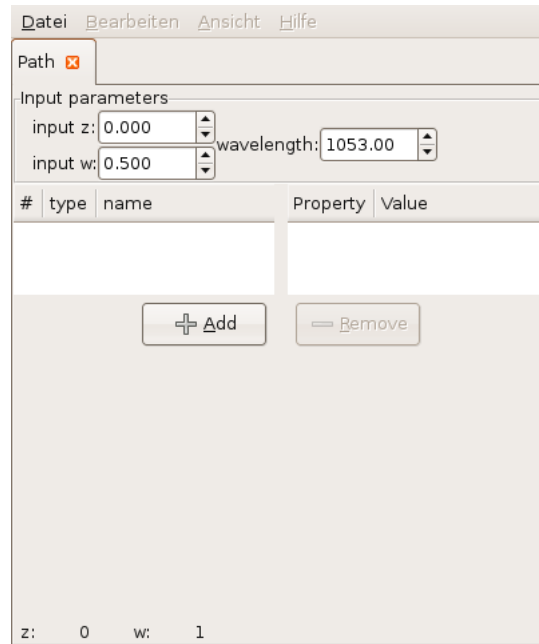 Datei Bearbeiten Ansicht Hilfe
Path
Input parameters
input z: 0.000
wavelength: 1053.00
input w: 0.500
# type name Property Value
Add Remove
z: 0 w: 1